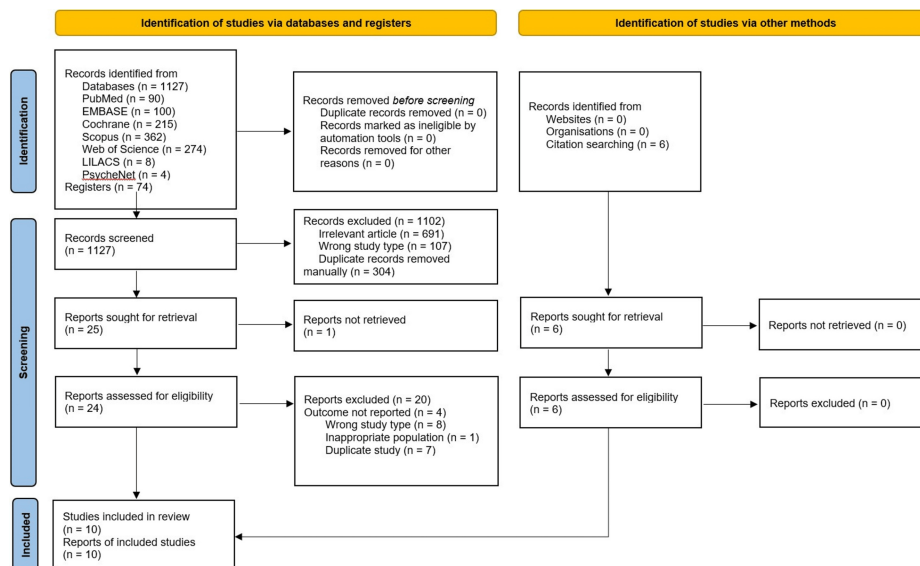 Identification of studies via databases and registers
Identification of studies via other methods
Identification
Records identified from
Databases (n = 1127)
PubMed (n = 90)
EMBASE (n = 100)
Cochrane (n = 215)
Scopus (n = 362)
Web of Science (n = 274)
LILACS (n = 8)
PsycheNet (n = 4)
Registers (n = 74)
Records removed before screening
Duplicate records removed (n = 0)
Records marked as ineligible by
automation tools (n = 0)
Records removed for other
reasons (n = 0)
Records identified from
Websites (n = 0)
Organisations (n = 0)
Citation searching (n = 6)
Screening
Records screened
(n = 1127)
Records excluded (n = 1102)
Irrelevant article (n = 691)
Wrong study type (n = 107)
Duplicate records removed
manually (n = 304)
Reports sought for retrieval
(n = 25)
Reports not retrieved
(n = 1)
Reports sought for retrieval
(n = 6)
Reports not retrieved (n = 0)
Reports assessed for eligibility
(n = 24)
Reports excluded (n = 20)
Outcome not reported (n = 4)
Wrong study type (n = 8)
Inappropriate population (n = 1)
Duplicate study (n = 7)
Reports assessed for eligibility
(n = 6)
Reports excluded (n = 0)
Included
Studies included in review
(n = 10)
Reports of included studies
(n = 10)